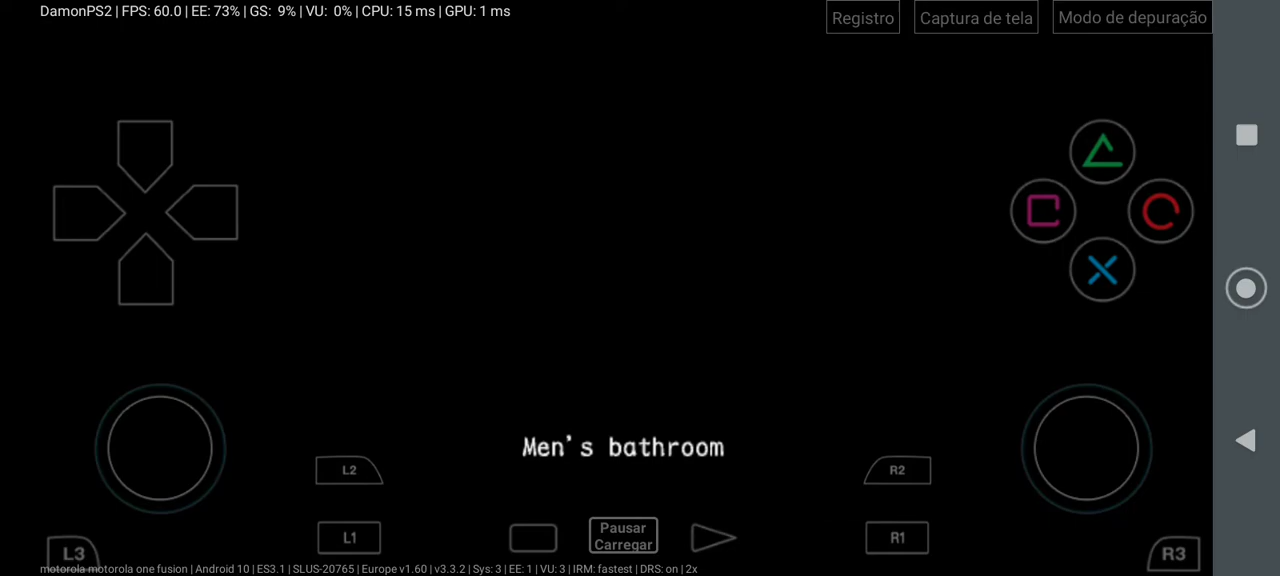 DamonPS2 | FPS: 60.0 | EE: 73% | GS: 9% | VU: 0% | CPU: 15 ms | GPU: 1 ms
Registro
Captura de tela
Modo de depuração
Men's bathroom
L2
R2
L1
Pausar
Carregar
R1
L3
R3
motorola motorola one fusion | Android 10 | ES3.1 | SLUS-20765 | Europe v1.60 | v3.3.2 | Sys: 3 | EE: 1 | VU: 3 | IRM: fastest | DRS: on | 2x